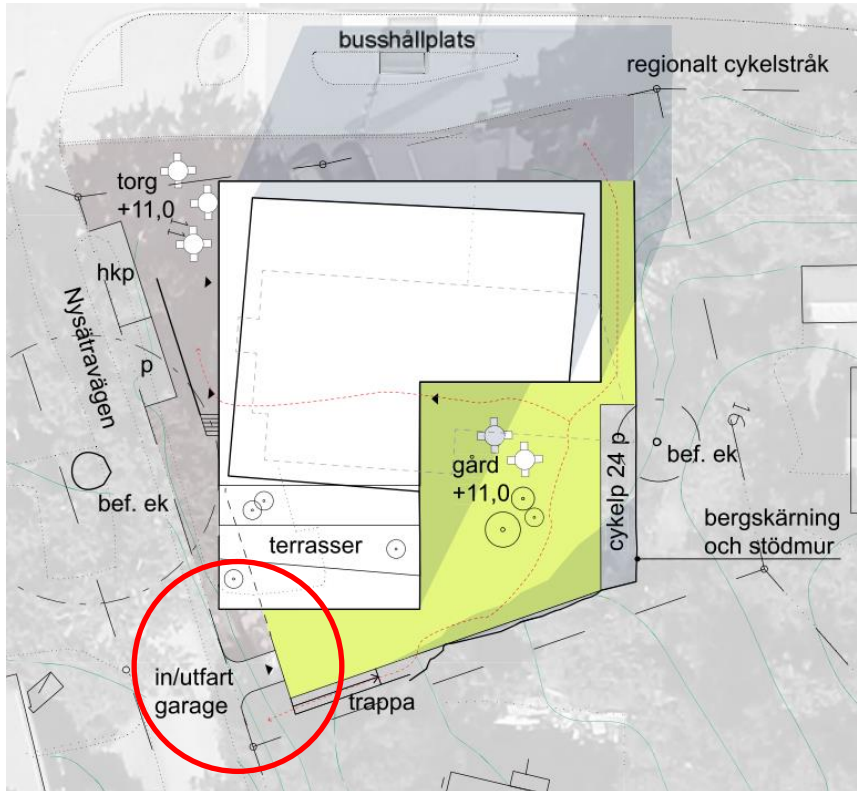 busshållplats
regionalt cykelstråk
torg
+11,0
11
hkp
Nysätravägen
p
bef. ek
gård
+11,0
cykelp 24 p
16
bef. ek
bergskärning
och stödmur
terrasser
in/utfart
garage
trappa